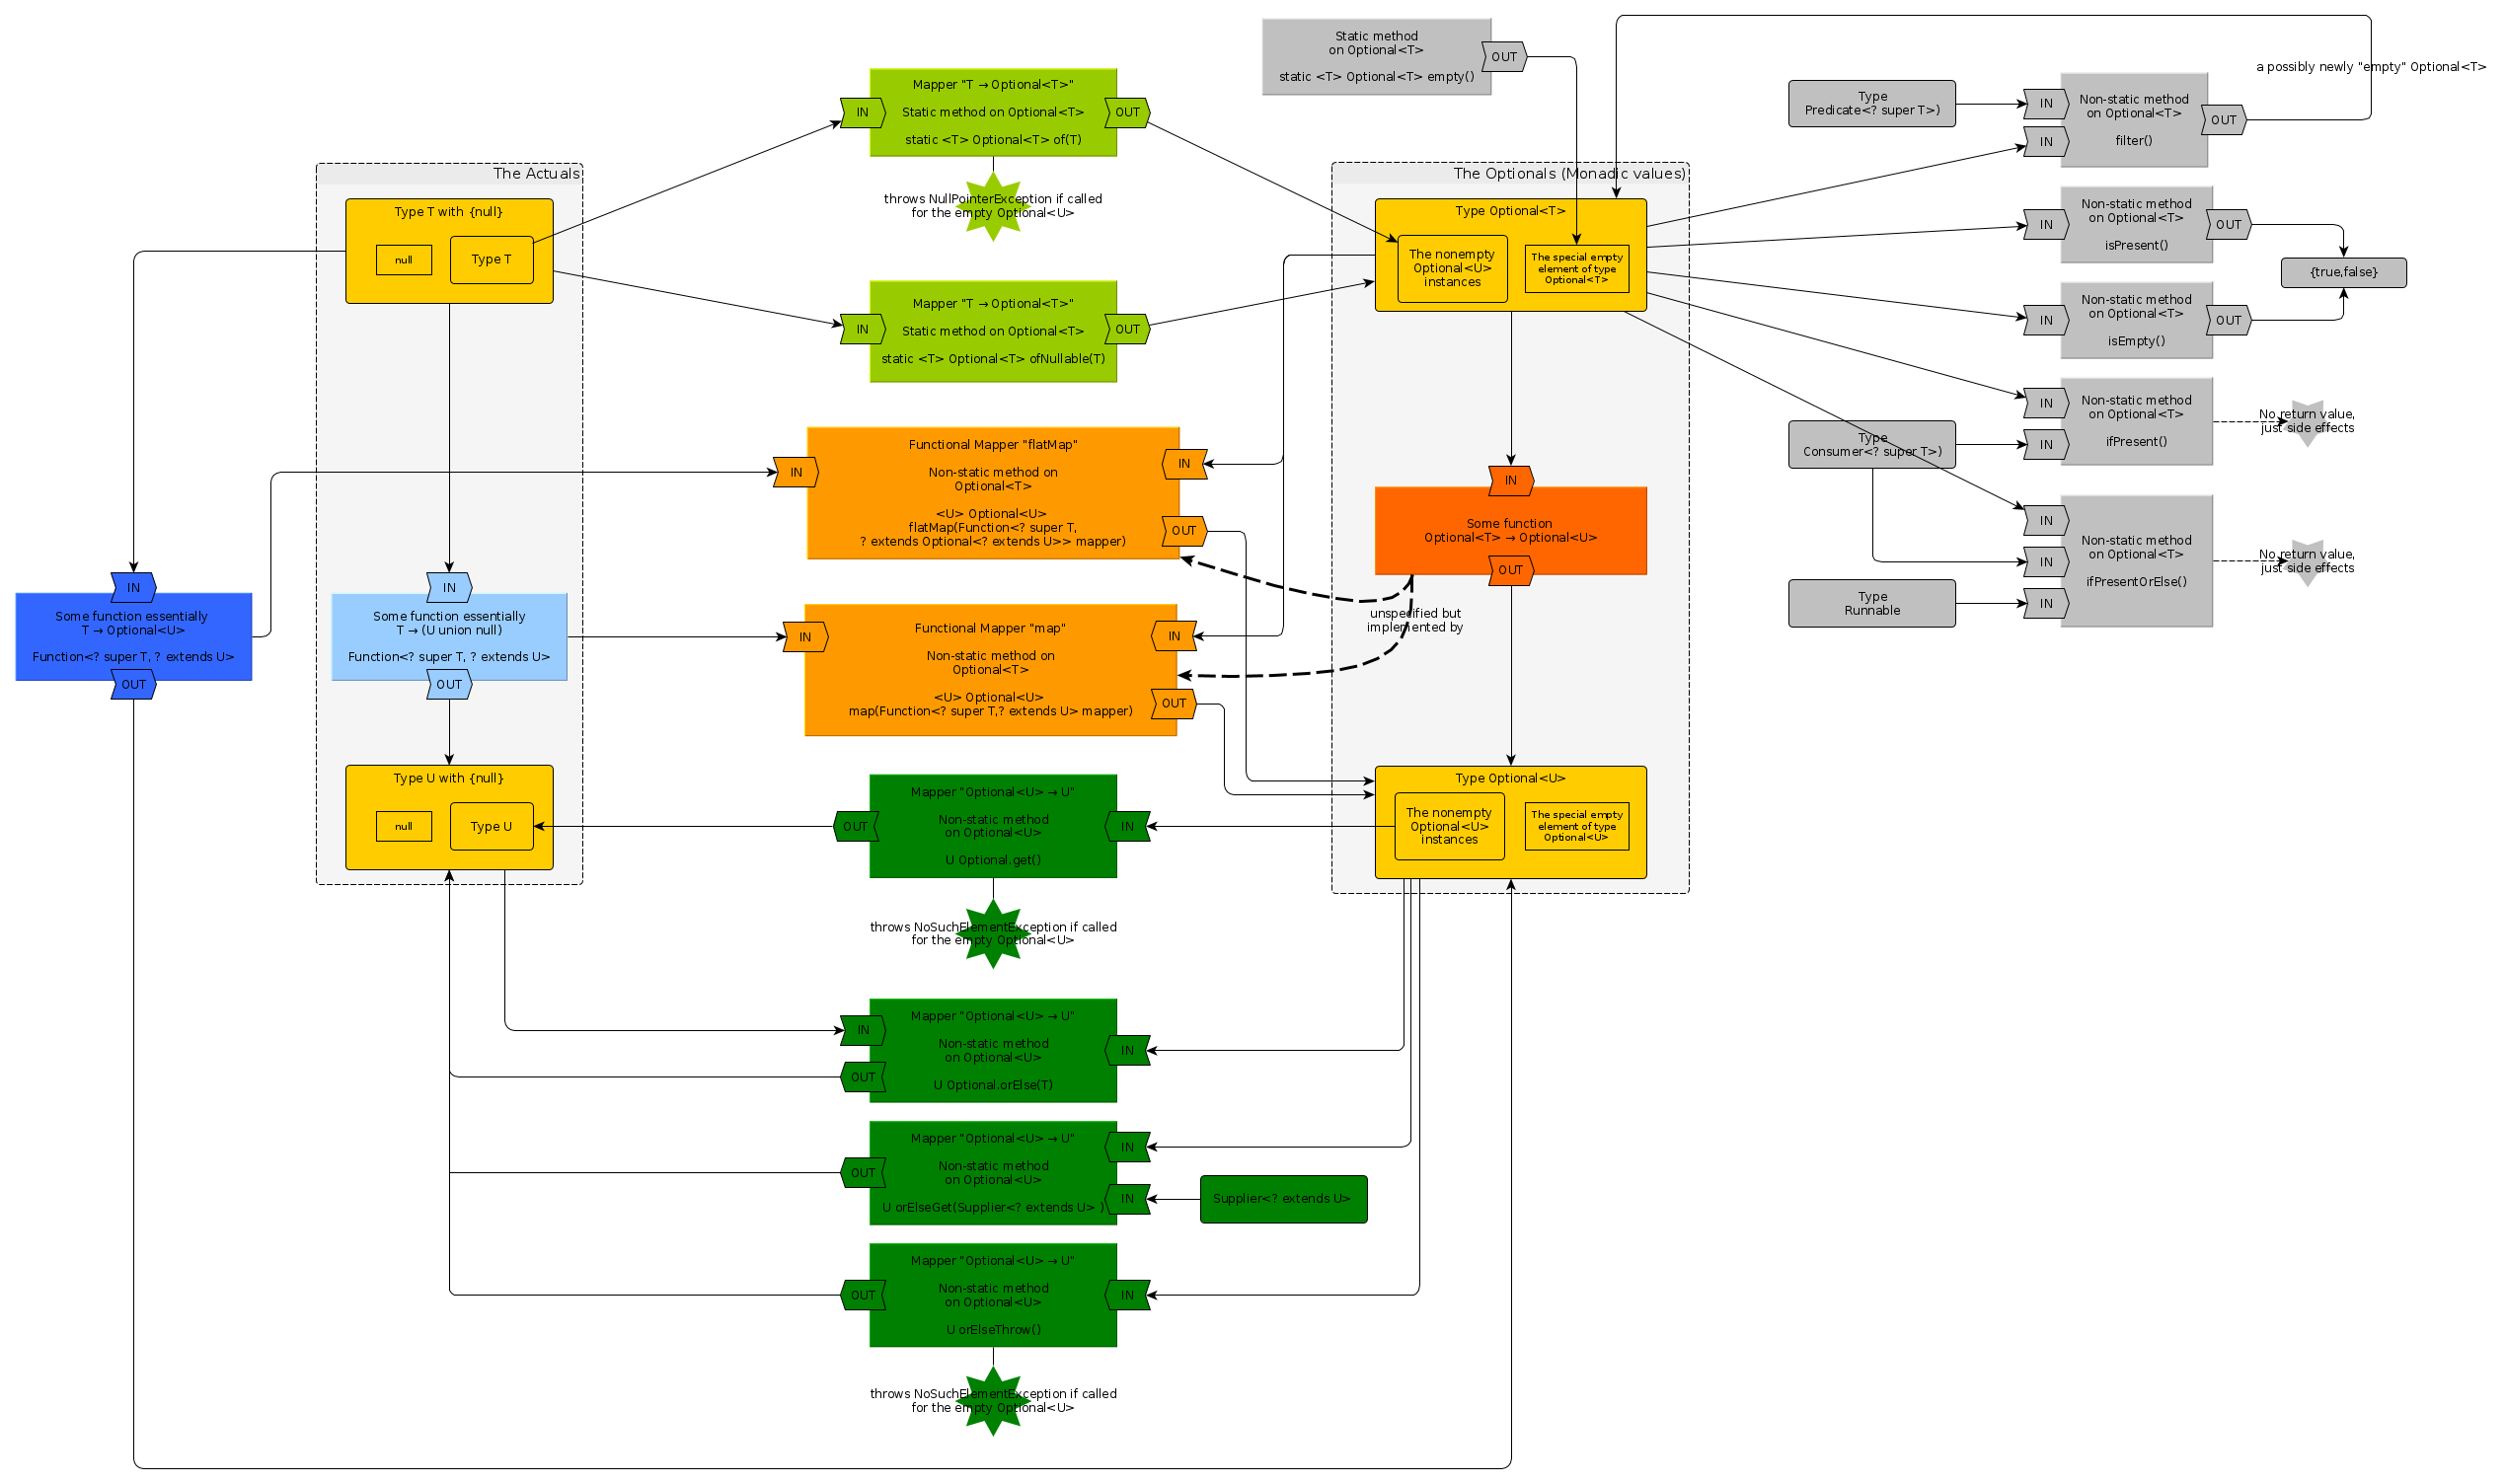 Static method
on Optional<T>
static <T> Optional<T> empty()
OUT
a possibly newly "empty" Optional<T>
Mapper "T → Optional<T>"
Static method on Optional<T>
static <T> Optional<T> of(T)
IN
OUT
throws NullPointerException if called
for the empty Optional<U>
Type
Predicate<? super T>)
IN
IN
Non-static method
on Optional<T>
filter()
OUT
The Actuals
Type T with {null}
null
Type T
The Optionals (Monadic values)
Type Optional<T>
The nonempty
Optional<U>
instances
The special empty
element of type
Optional<T>
IN
Non-static method
on Optional<T>
isPresent()
OUT
{true,false}
IN
Non-static method
on Optional<T>
isEmpty()
OUT
Mapper "T → Optional<T>"
Static method on Optional<T>
static <T> Optional<T> ofNullable(T)
IN
OUT
IN
IN
Non-static method
on Optional<T>
ifPresent()
No return value,
just side effects
Type
Consumer<? super T>)
Functional Mapper "flatMap"
Non-static method on
Optional<T>
<U> Optional<U>
flatMap(Function<? super T,
? extends Optional<? extends U>> mapper)
IN
IN
OUT
IN
Some function
Optional<T> → Optional<U>
OUT
IN
IN
IN
Non-static method
on Optional<T>
ifPresentOrElse()
No return value,
just side effects
Type
Runnable
IN
Some function essentially
T → Optional<U>
Function<? super T, ? extends U>
OUT
IN
Some function essentially
T → (U union null)
Function<? super T, ? extends U>
OUT
Functional Mapper "map"
Non-static method on
Optional<T>
<U> Optional<U>
map(Function<? super T,? extends U> mapper)
IN
IN
OUT
unspecified but
implemented by
Type U with {null}
null
Type U
Mapper "Optional<U> → U"
Non-static method
on Optional<U>
U Optional.get()
OUT
IN
throws NoSuchElementException if called
for the empty Optional<U>
Type Optional<U>
The nonempty
Optional<U>
instances
The special empty
element of type
Optional<U>
Mapper "Optional<U> → U"
Non-static method
on Optional<U>
U Optional.orElse(T)
IN
OUT
IN
Mapper "Optional<U> → U"
Non-static method
on Optional<U>
U orElseGet(Supplier<? extends U> )
OUT
IN
IN
Supplier<? extends U>
Mapper "Optional<U> → U"
Non-static method
on Optional<U>
U orElseThrow()
OUT
IN
throws NoSuchElementException if called
for the empty Optional<U>